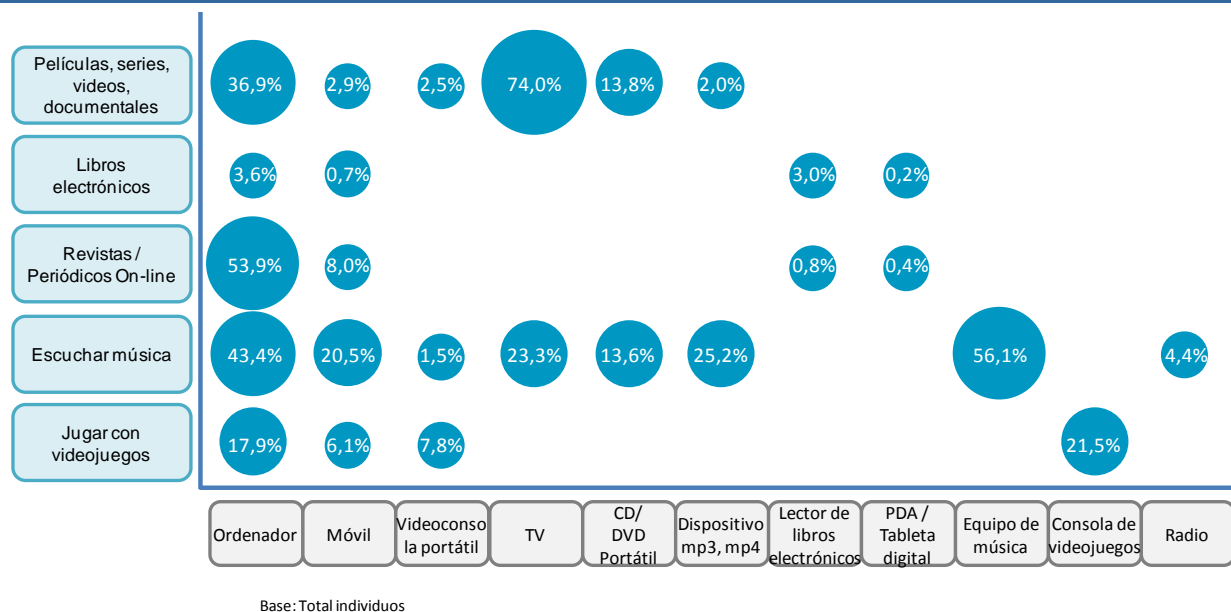 Películas, series,
videos,
documentales
36,9% 2,9% 2,5% 74,0% 13,8% 2,0%
Libros
electrónicos
3,6% 0,7% 3,0% 0,2%
Revistas /
Periódicos On-line
53,9% 8,0% 0,8% 0,4%
Escuchar música
43,4% 20,5% 1,5% 23,3% 13,6% 25,2% 56,1% 4,4%
Jugar con
videojuegos
17,9% 6,1% 7,8% 21,5%
Ordenador
Móvil
Videoconso
la portátil
TV
CD/
DVD
Portátil
Dispositivo
mp3, mp4
Lector de
libros
electrónicos
PDA /
Tableta
digital
Equipo de
música
Consola de
videojuegos
Radio
Base: Total individuos